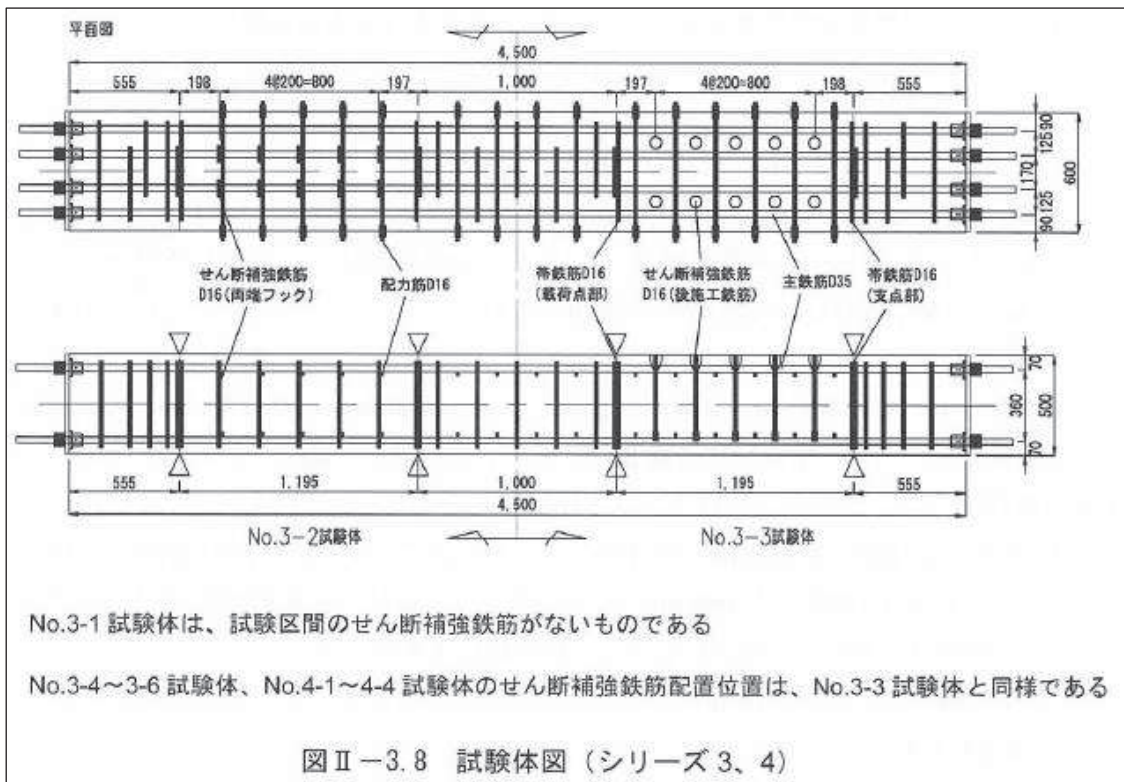 平面図
4,500
555 198 4@200=800 197 1,000 197 4@200=800 198 555
90
125
170
125
90
600
せん断補強鉄筋
D16(両端フック)
配力筋D16
帯鉄筋D16
(載荷点部)
せん断補強鉄筋
D16(後施工鉄筋)
主鉄筋D35
帯鉄筋D16
(支点部)
70
360
70
500
555 1,195 1,000 1,195 555
4,500
No.3-2試験体
No.3-3試験体
No.3-1 試験体は、試験区間のせん断補強鉄筋がないものである
No.3-4～3-6 試験体、No.4-1～4-4 試験体のせん断補強鉄筋配置位置は、No.3-3 試験体と同様である
図Ⅱ-3.8 試験体図（シリーズ 3、4）